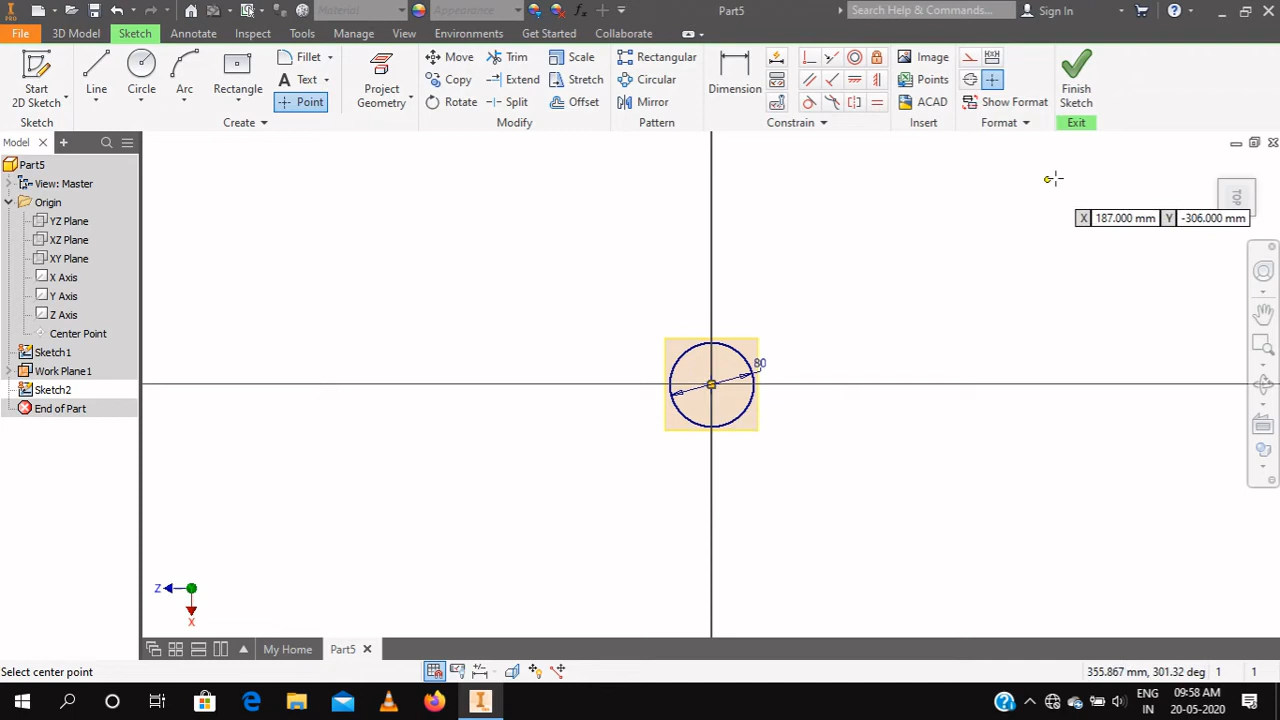 PRO
Material
Appearance
Part5
Search Help & Commands...
Sign In
File
3D Model
Sketch
Annotate
Inspect
Tools
Manage
View
Environments
Get Started
Collaborate
Start
2D Sketch
Line
Circle
Arc
Rectangle
Fillet
Text
Point
Project
Geometry
Move
Copy
Rotate
Trim
Extend
Split
Scale
Stretch
Offset
Rectangular
Circular
Mirror
Dimension
Image
Points
ACAD
Show Format
Finish
Sketch
Sketch
Create
Modify
Pattern
Constrain
Insert
Format
Exit
Model
Part5
View: Master
Origin
YZ Plane
XZ Plane
XY Plane
X Axis
Y Axis
Z Axis
Center Point
Sketch1
Work Plane1
Sketch2
End of Part
TOP
X 187.000 mm Y -306.000 mm
80
Z
X
My Home
Part5
Select center point
355.867 mm, 301.32 deg 1 1
ENG
IN
09:58 AM
20-05-2020